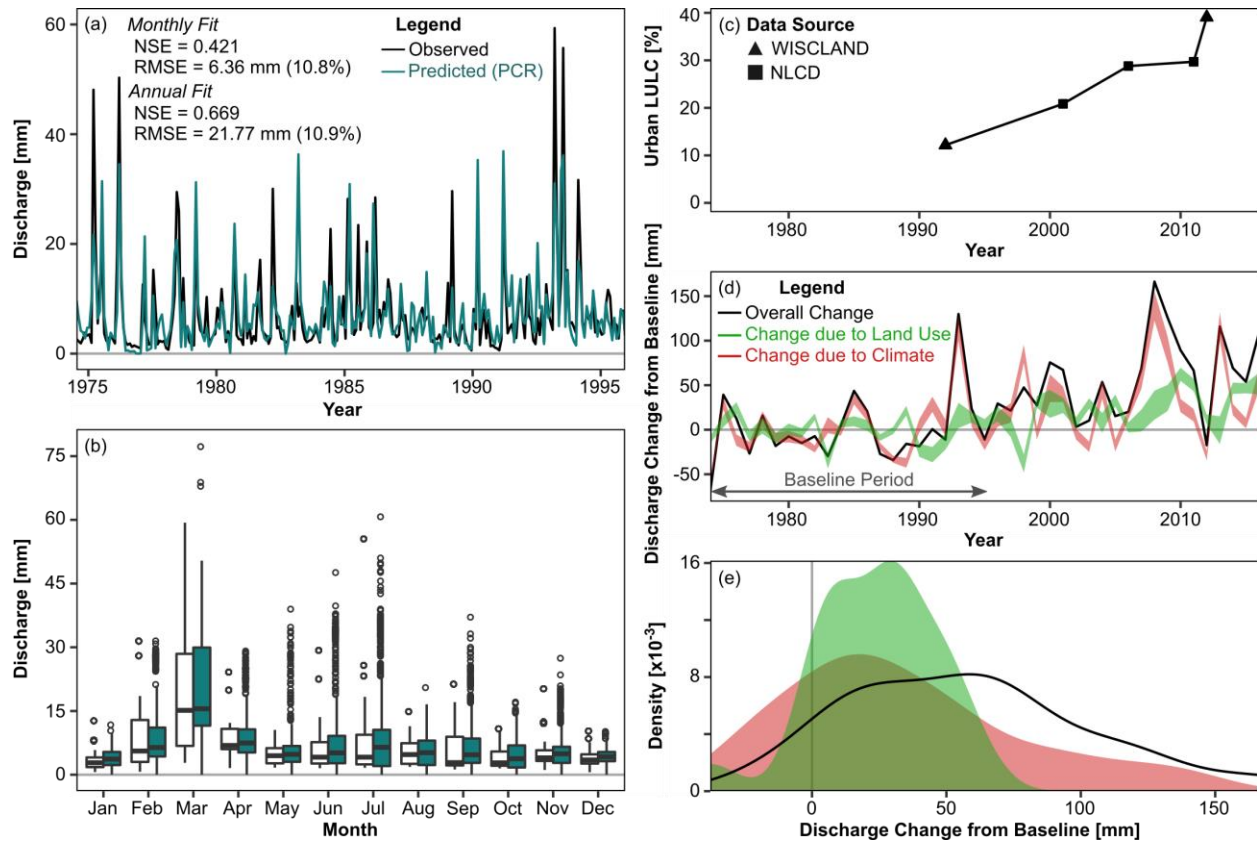 (a)
Monthly Fit
NSE = 0.421
RMSE = 6.36 mm (10.8%)
Annual Fit
NSE = 0.669
RMSE = 21.77 mm (10.9%)
Legend
Observed
Predicted (PCR)
60
40
20
0
Discharge [mm]
1975 1980 1985 1990 1995
Year
(b)
75
60
45
30
15
0
Discharge [mm]
Jan Feb Mar Apr May Jun Jul Aug Sep Oct Nov Dec
Month
(c) Data Source
WISCLAND
NLCD
40
30
20
10
0
Urban LULC [%]
1980 1990 2000 2010
Year
(d) Legend
Overall Change
Change due to Land Use
Change due to Climate
150
100
50
0
-50
Discharge Change from Baseline [mm]
Baseline Period
1980 1990 2000 2010
Year
(e)
16
8
0
Density [x10⁻³]
0 50 100 150
Discharge Change from Baseline [mm]